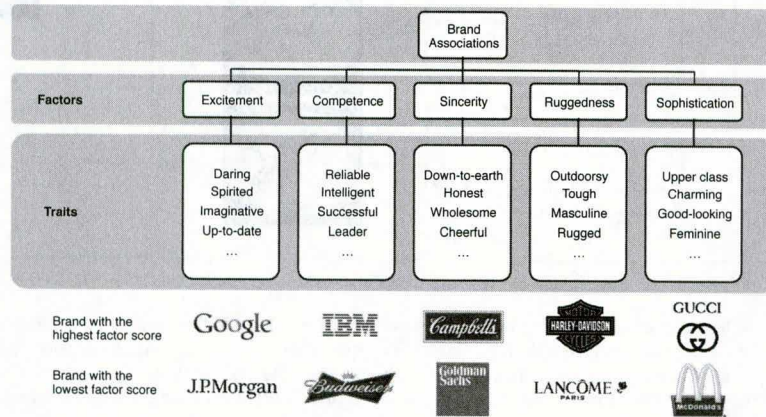 Brand
Associations
Factors
Excitement
Competence
Sincerity
Ruggedness
Sophistication
Traits
Daring
Spirited
Imaginative
Up-to-date
...
Reliable
Intelligent
Successful
Leader
...
Down-to-earth
Honest
Wholesome
Cheerful
...
Outdoorsy
Tough
Masculine
Rugged
...
Upper class
Charming
Good-looking
Feminine
...
Brand with the
highest factor score
Google
IBM
Campbell's
MOTOR
HARLEY-DAVIDSON
CYCLES
GUCCI
Brand with the
lowest factor score
J.P.Morgan
Budweiser
Goldman
Sachs
LANCÔME
PARIS
McDonald's